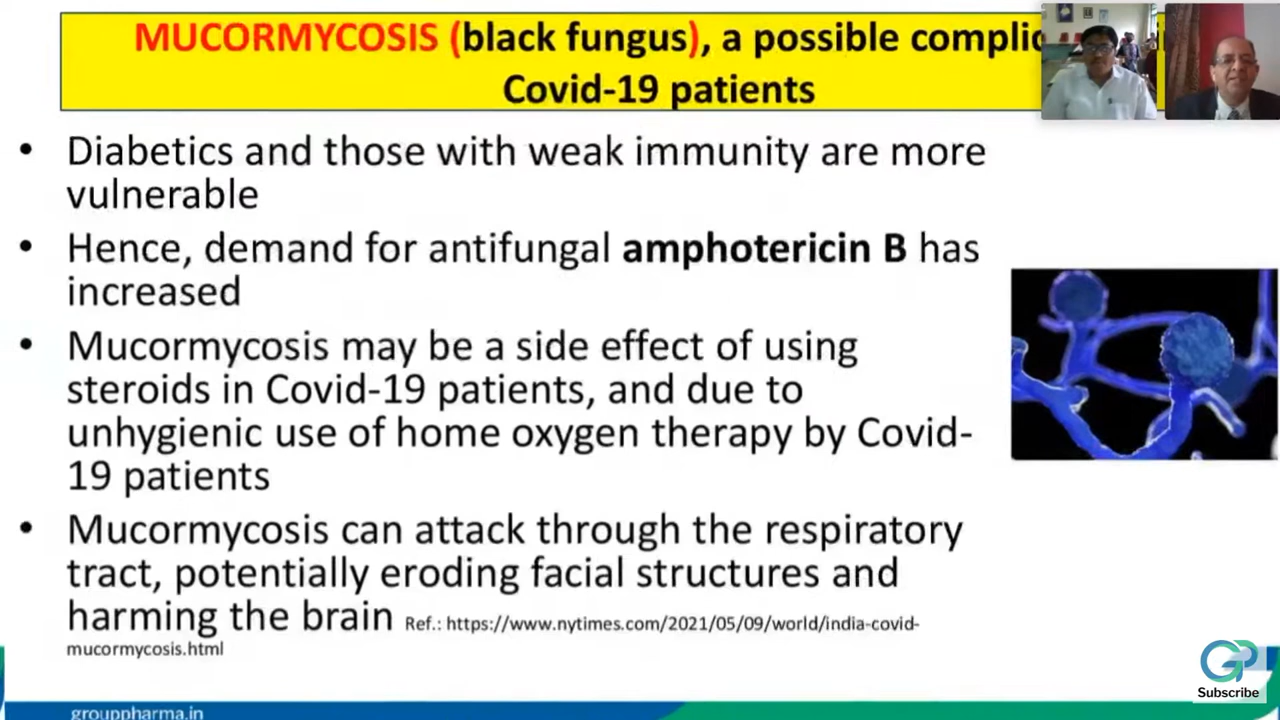 MUCORMYCOSIS (black fungus), a possible
Covid-19 patients
• Diabetics and those with weak immunity are more
vulnerable
• Hence, demand for antifungal amphotericin B has
increased
• Mucormycosis may be a side effect of using
steroids in Covid-19 patients, and due to
unhygienic use of home oxygen therapy by Covid-
19 patients
• Mucormycosis can attack through the respiratory
tract, potentially eroding facial structures and
harming the brain Ref.: https://www.nytimes.com/2021/05/09/world/india-covid-
mucormycosis.html
GP
Subscribe
grouppharma.in